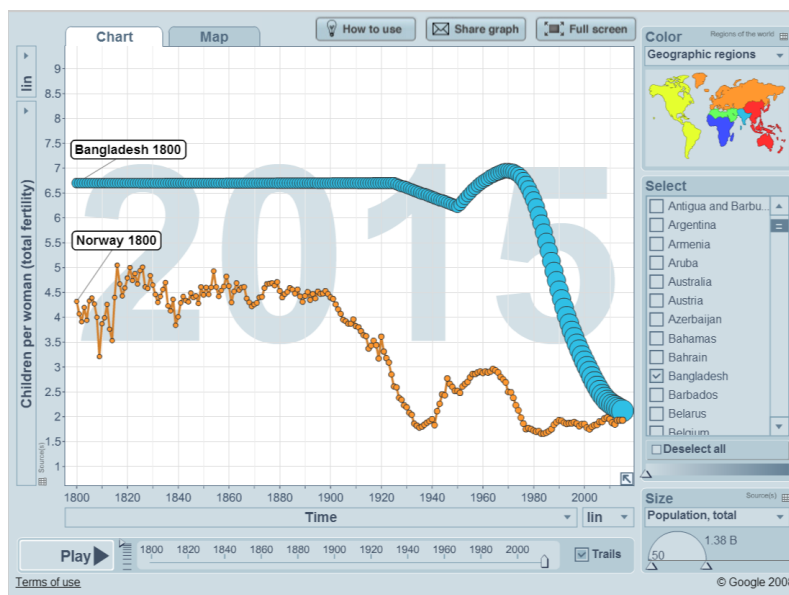 Chart
Map
How to use
Share graph
Full screen
lin
Children per woman (total fertility)
Source(s)
9
8.5
8
7.5
7
6.5
6
5.5
5
4.5
4
3.5
3
2.5
2
1.5
1
2015
Bangladesh 1800
Norway 1800
1800 1820 1840 1860 1880 1900 1920 1940 1960 1980 2000
Time
lin
Play
1800 1820 1840 1860 1880 1900 1920 1940 1960 1980 2000
Trails
Terms of use
Color
Regions of the world
Geographic regions
Select
Antigua and Barbu...
Argentina
Armenia
Aruba
Australia
Austria
Azerbaijan
Bahamas
Bahrain
Bangladesh
Barbados
Belarus
Belgium
Deselect all
Size
Source(s)
Population, total
1.38 B
50
© Google 2008